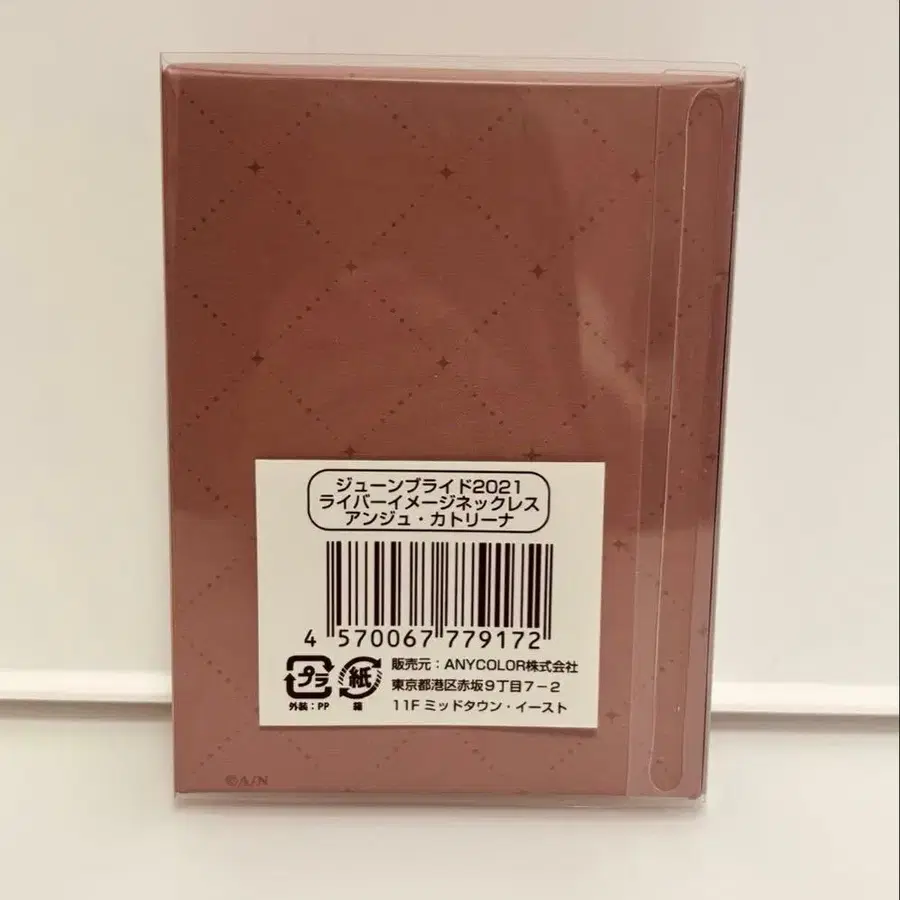 ジューンブライド2021
ライバーイメージネックレス
アンジュ・カトリーナ
4 570067 779172
プラ 紙 販売元：ANYCOLOR株式会社
外装：PP 箱 東京都港区赤坂9丁目7-2
11F ミッドタウン・イースト
©A/N